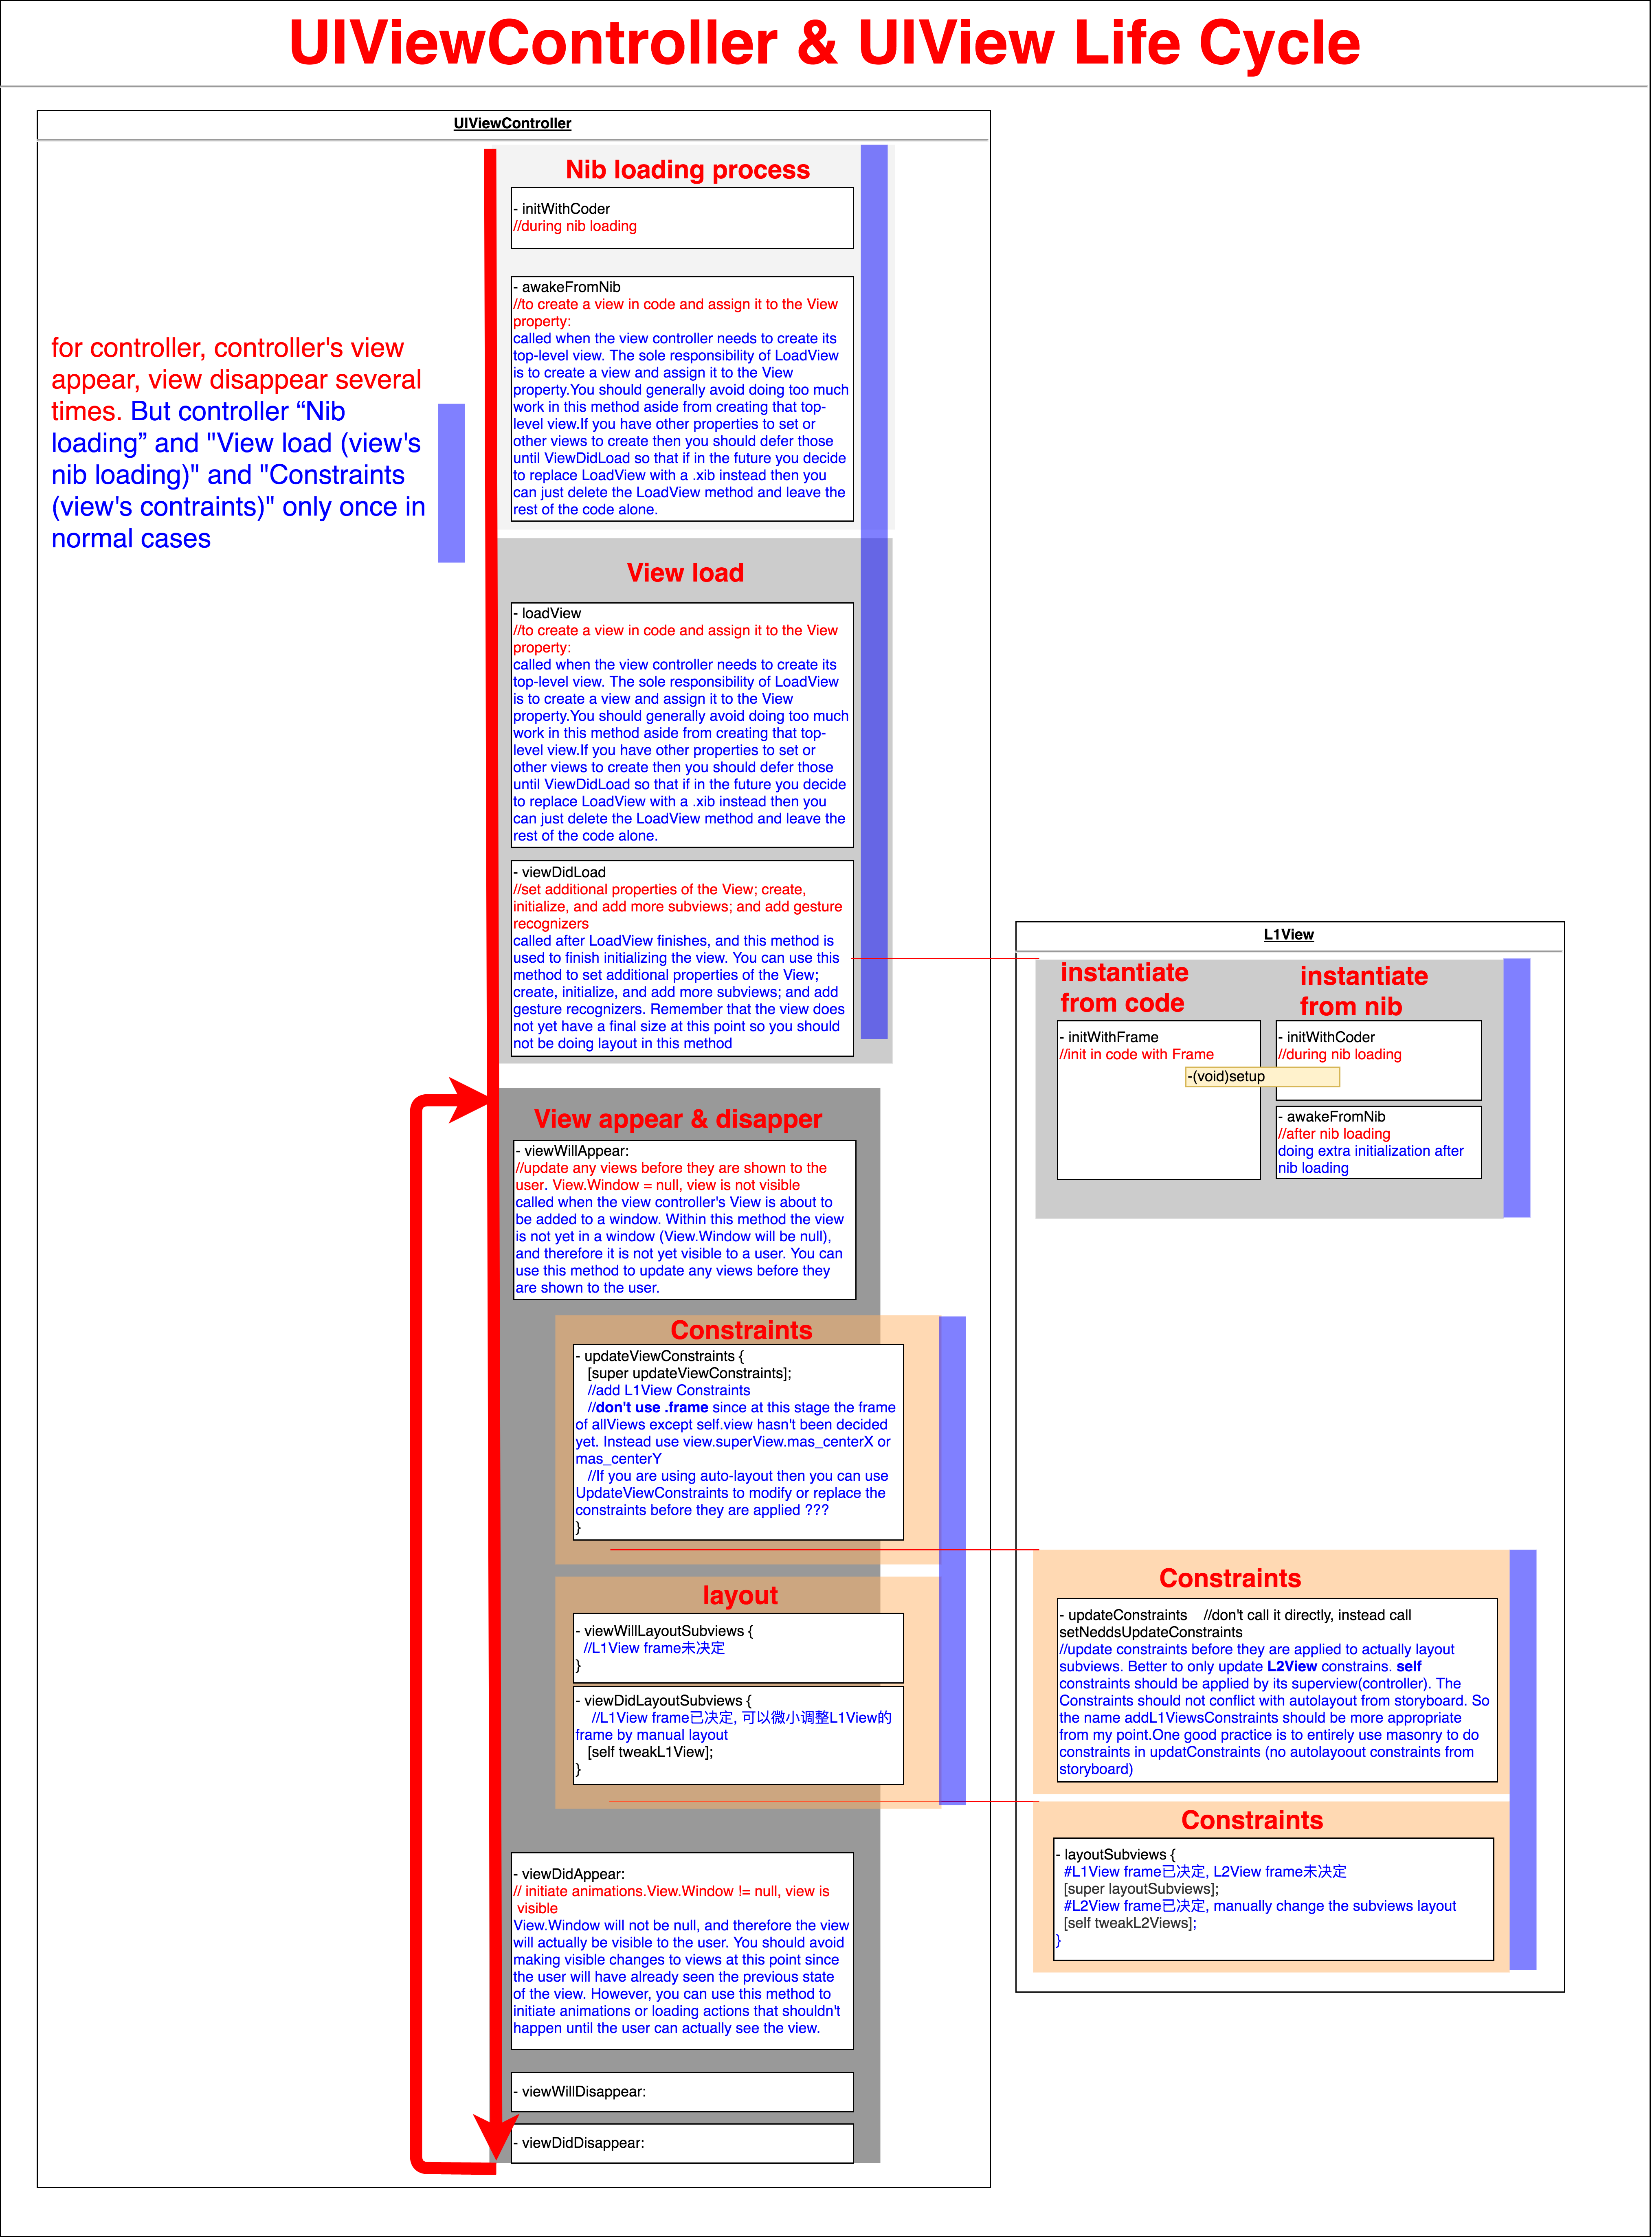 UIViewController & UIView Life Cycle
UIViewController
Nib loading process
- initWithCoder
//during nib loading
- awakeFromNib
//to create a view in code and assign it to the View
property:
called when the view controller needs to create its
top-level view. The sole responsibility of LoadView
is to create a view and assign it to the View
property.You should generally avoid doing too much
work in this method aside from creating that top-
level view.If you have other properties to set or
other views to create then you should defer those
until ViewDidLoad so that if in the future you decide
to replace LoadView with a .xib instead then you
can just delete the LoadView method and leave the
rest of the code alone.
for controller, controller's view
appear, view disappear several
times. But controller “Nib
loading” and "View load (view's
nib loading)" and "Constraints
(view's contraints)" only once in
normal cases
View load
- loadView
//to create a view in code and assign it to the View
property:
called when the view controller needs to create its
top-level view. The sole responsibility of LoadView
is to create a view and assign it to the View
property.You should generally avoid doing too much
work in this method aside from creating that top-
level view.If you have other properties to set or
other views to create then you should defer those
until ViewDidLoad so that if in the future you decide
to replace LoadView with a .xib instead then you
can just delete the LoadView method and leave the
rest of the code alone.
- viewDidLoad
//set additional properties of the View; create,
initialize, and add more subviews; and add gesture
recognizers
called after LoadView finishes, and this method is
used to finish initializing the view. You can use this
method to set additional properties of the View;
create, initialize, and add more subviews; and add
gesture recognizers. Remember that the view does
not yet have a final size at this point so you should
not be doing layout in this method
L1View
instantiate
from code
- initWithFrame
//init in code with Frame
instantiate
from nib
- initWithCoder
//during nib loading
-(void)setup
- awakeFromNib
//after nib loading
doing extra initialization after
nib loading
View appear & disapper
- viewWillAppear:
//update any views before they are shown to the
user. View.Window = null, view is not visible
called when the view controller's View is about to
be added to a window. Within this method the view
is not yet in a window (View.Window will be null),
and therefore it is not yet visible to a user. You can
use this method to update any views before they
are shown to the user.
Constraints
- updateViewConstraints {
[super updateViewConstraints];
//add L1View Constraints
//don't use .frame since at this stage the frame
of allViews except self.view hasn't been decided
yet. Instead use view.superView.mas_centerX or
mas_centerY
//If you are using auto-layout then you can use
UpdateViewConstraints to modify or replace the
constraints before they are applied ???
}
layout
- viewWillLayoutSubviews {
//L1View frame未决定
}
- viewDidLayoutSubviews {
//L1View frame已决定, 可以微小调整L1View的
frame by manual layout
[self tweakL1View];
}
Constraints
- updateConstraints //don't call it directly, instead call
setNeddsUpdateConstraints
//update constraints before they are applied to actually layout
subviews. Better to only update L2View constrains. self
constraints should be applied by its superview(controller). The
Constraints should not conflict with autolayout from storyboard. So
the name addL1ViewsConstraints should be more appropriate
from my point.One good practice is to entirely use masonry to do
constraints in updatConstraints (no autolayoout constraints from
storyboard)
Constraints
- layoutSubviews {
#L1View frame已决定, L2View frame未决定
[super layoutSubviews];
#L2View frame已决定, manually change the subviews layout
[self tweakL2Views];
}
- viewDidAppear:
// initiate animations.View.Window != null, view is
visible
View.Window will not be null, and therefore the view
will actually be visible to the user. You should avoid
making visible changes to views at this point since
the user will have already seen the previous state
of the view. However, you can use this method to
initiate animations or loading actions that shouldn't
happen until the user can actually see the view.
- viewWillDisappear:
- viewDidDisappear: